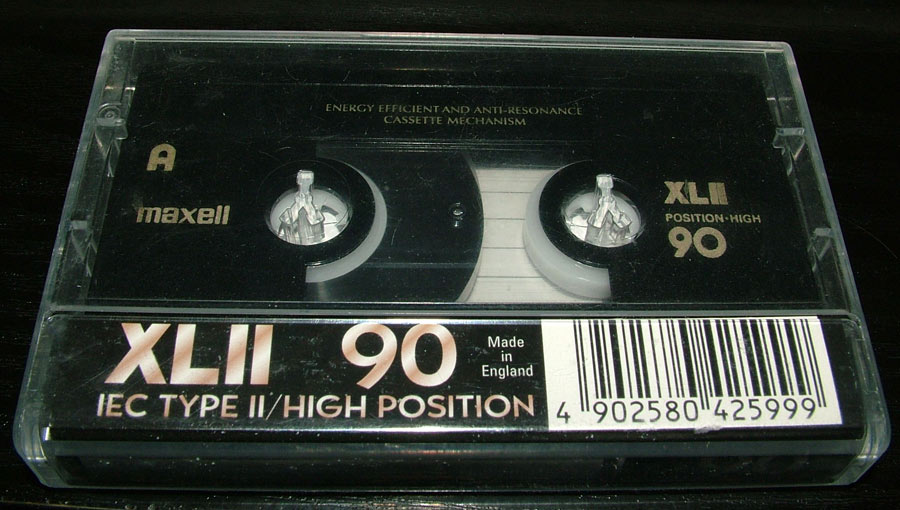 ENERGY EFFICIENT AND ANTI-RESONANCE
CASSETTE MECHANISM
A
maxell
XLII
POSITION·HIGH
90
XLII 90
Made
in
England
IEC TYPE II/HIGH POSITION
4 902580 425999